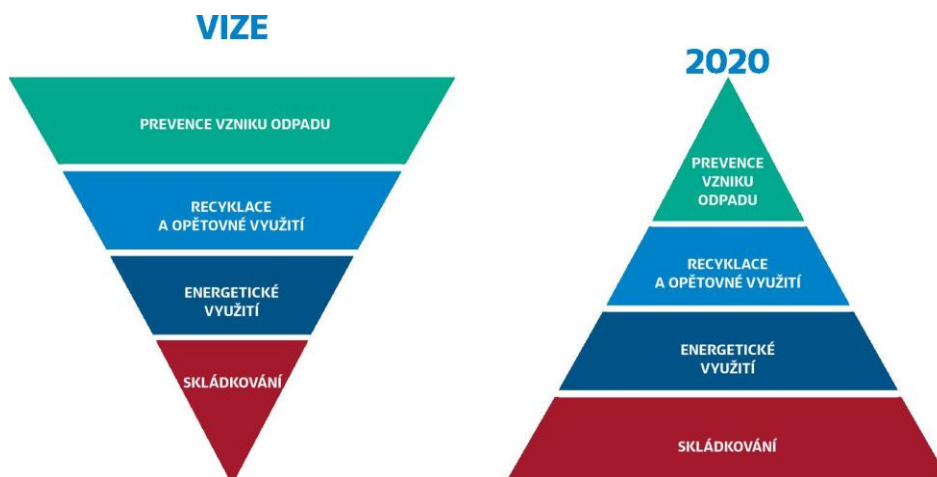 VIZE
PREVENCE VZNIKU ODPADU
RECYKLACE
A OPĚTOVNÉ VYUŽITÍ
ENERGETICKÉ
VYUŽITÍ
SKLÁDKOVÁNÍ
2020
PREVENCE
VZNIKU
ODPADU
RECYKLACE
A OPĚTOVNÉ VYUŽITÍ
ENERGETICKÉ
VYUŽITÍ
SKLÁDKOVÁNÍ